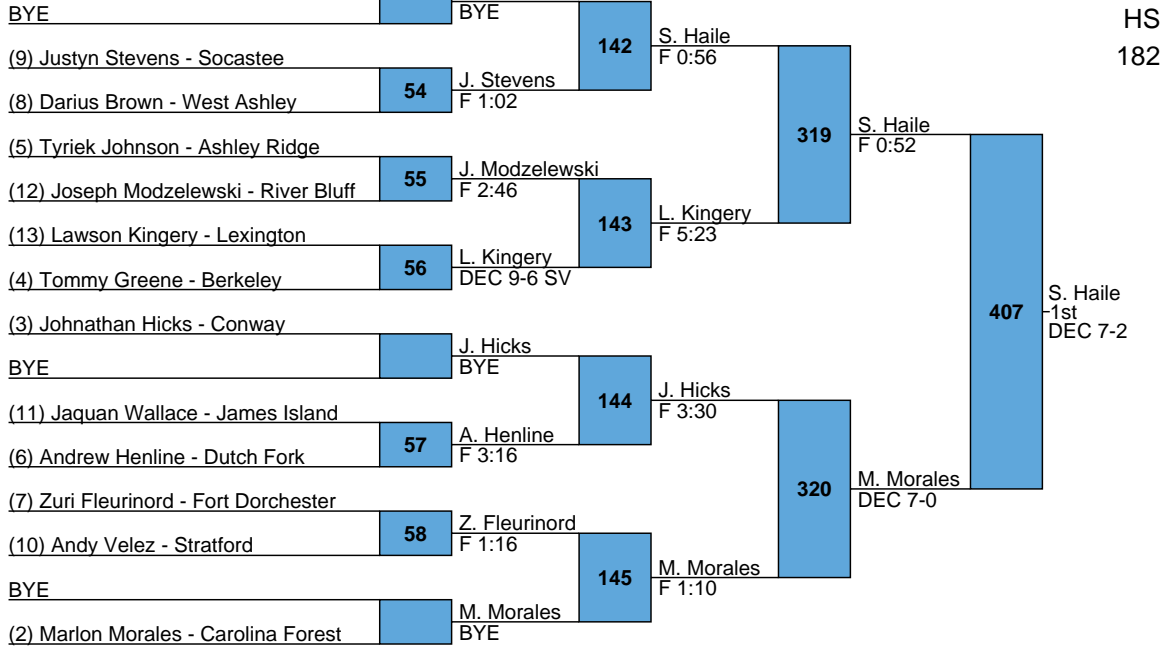 BYE
BYE
HS
182
(9) Justyn Stevens - Socastee
(8) Darius Brown - West Ashley
54
J. Stevens
F 1:02
142
S. Haile
F 0:56
(5) Tyriek Johnson - Ashley Ridge
(12) Joseph Modzelewski - River Bluff
55
J. Modzelewski
F 2:46
(13) Lawson Kingery - Lexington
(4) Tommy Greene - Berkeley
56
L. Kingery
DEC 9-6 SV
143
L. Kingery
F 5:23
319
S. Haile
F 0:52
(3) Johnathan Hicks - Conway
BYE
J. Hicks
BYE
(11) Jaquan Wallace - James Island
(6) Andrew Henline - Dutch Fork
57
A. Henline
F 3:16
144
J. Hicks
F 3:30
(7) Zuri Fleurinord - Fort Dorchester
(10) Andy Velez - Stratford
58
Z. Fleurinord
F 1:16
BYE
(2) Marlon Morales - Carolina Forest
M. Morales
BYE
145
M. Morales
F 1:10
320
M. Morales
DEC 7-0
407
S. Haile
1st
DEC 7-2